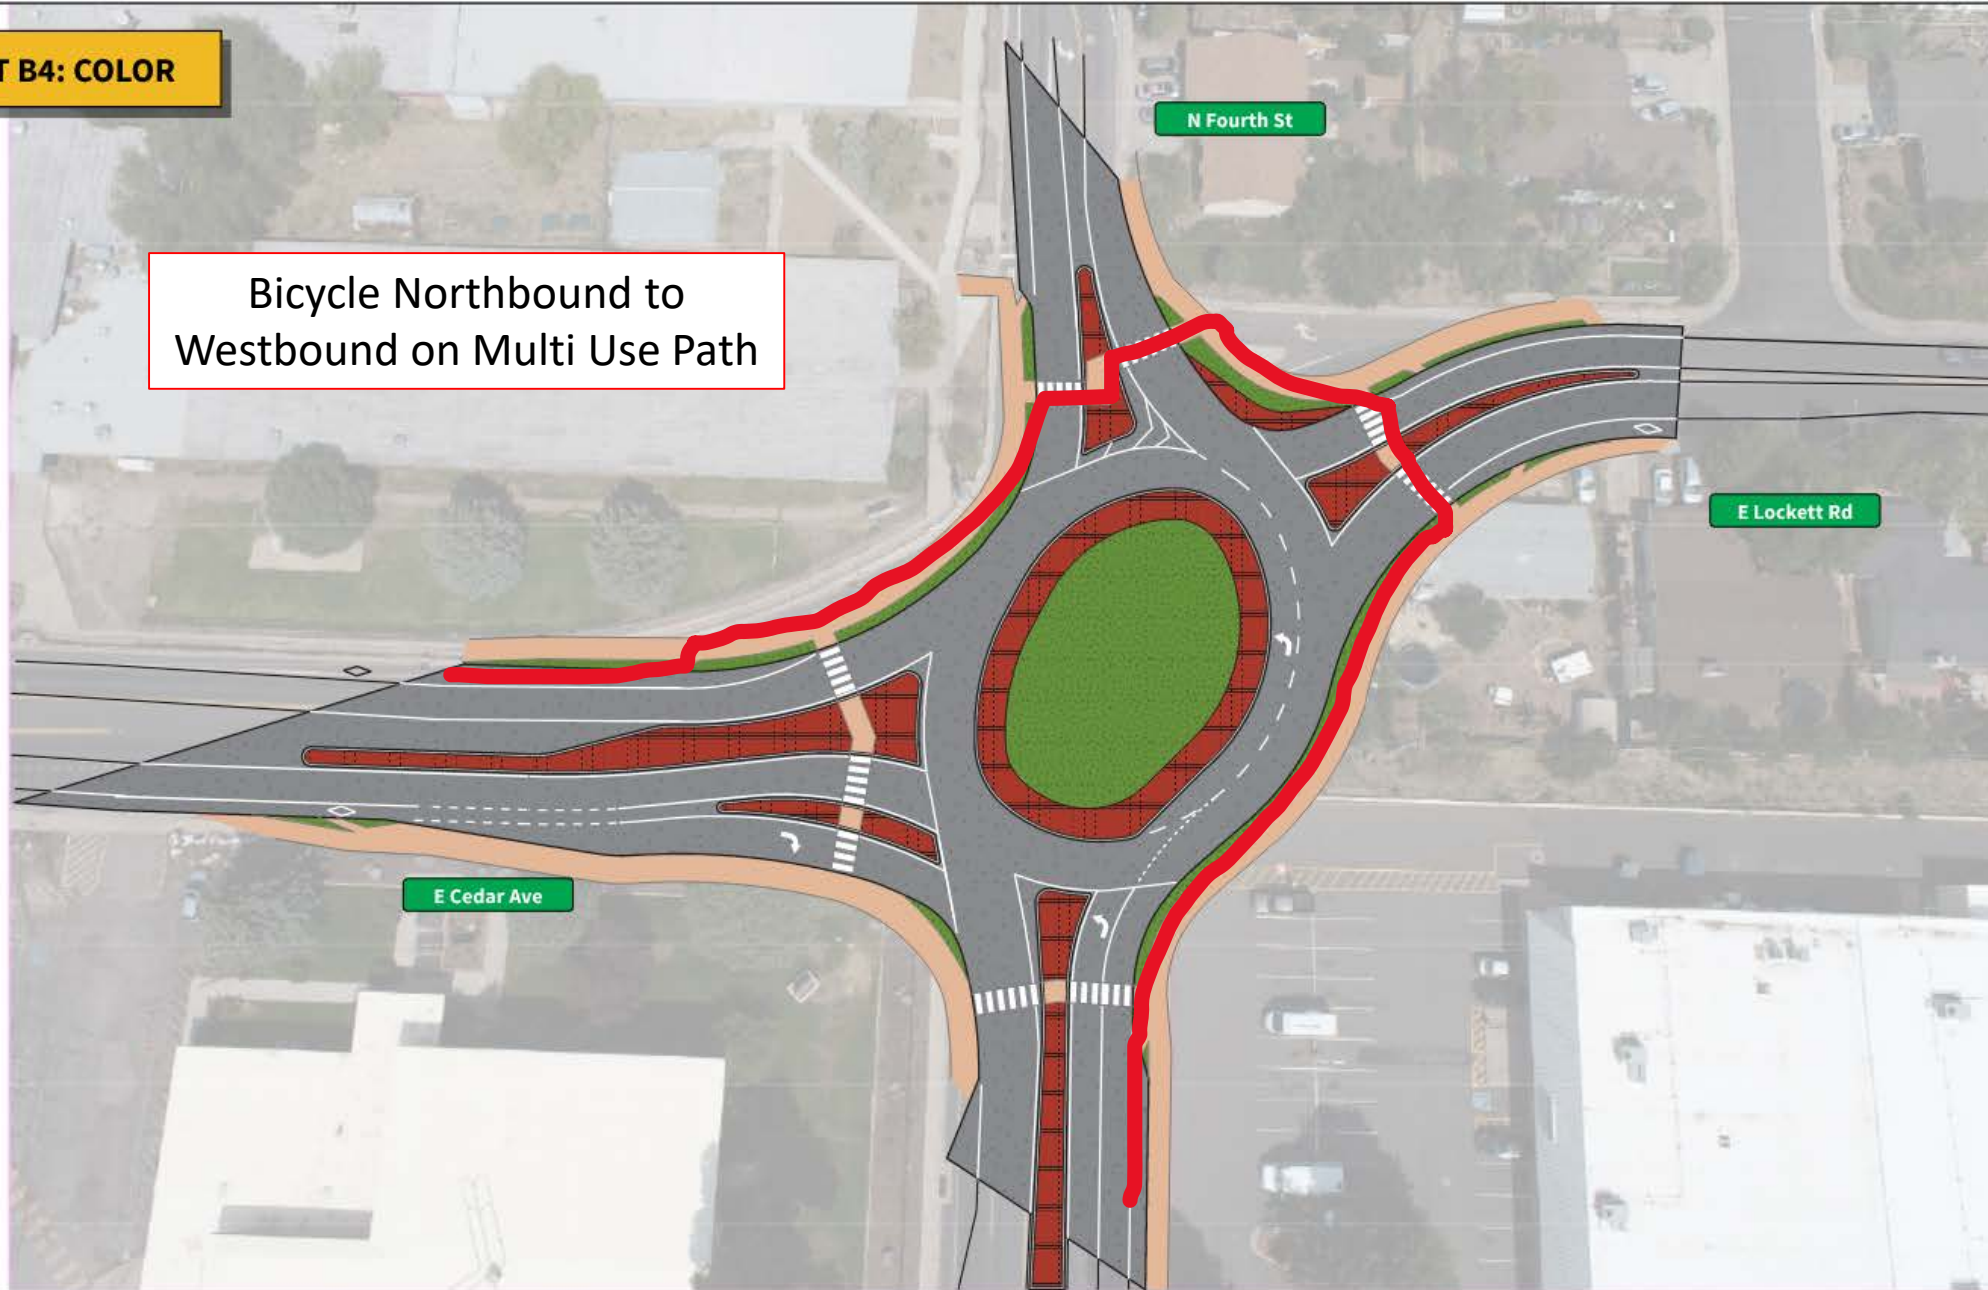 T B4: COLOR
N Fourth St
Bicycle Northbound to
Westbound on Multi Use Path
E Lockett Rd
E Cedar Ave